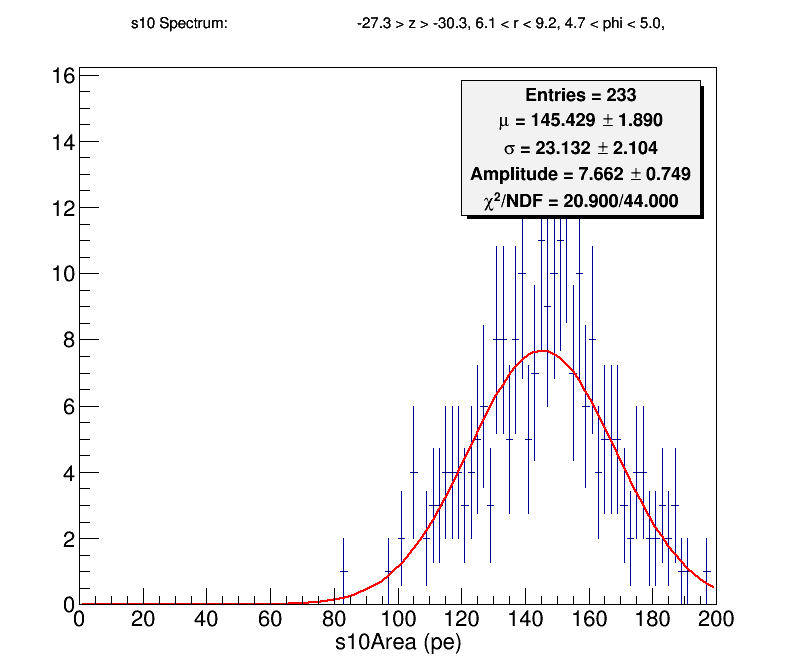 s10 Spectrum: -27.3 > z > -30.3, 6.1 < r < 9.2, 4.7 < phi < 5.0,
Entries = 233
μ = 145.429 ± 1.890
σ = 23.132 ± 2.104
Amplitude = 7.662 ± 0.749
χ²/NDF = 20.900/44.000
16
14
12
10
8
6
4
2
0
0 20 40 60 80 100 120 140 160 180 200
s10Area (pe)